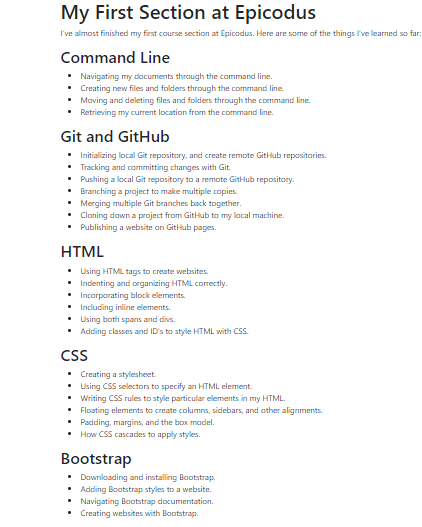 My First Section at Epicodus
I've almost finished my first course section at Epicodus. Here are some of the things I've learned so far:
Command Line
Navigating my documents through the command line.
Creating new files and folders through the command line.
Moving and deleting files and folders through the command line.
Retrieving my current location from the command line.
Git and GitHub
Initializing local Git repository, and create remote GitHub repositories.
Tracking and committing changes with Git.
Pushing a local Git repository to a remote GitHub repository.
Branching a project to make multiple copies.
Merging multiple Git branches back together.
Cloning down a project from GitHub to my local machine.
Publishing a website on GitHub pages.
HTML
Using HTML tags to create websites.
Indenting and organizing HTML correctly.
Incorporating block elements.
Including inline elements.
Using both spans and divs.
Adding classes and ID's to style HTML with CSS.
CSS
Creating a stylesheet.
Using CSS selectors to specify an HTML element.
Writing CSS rules to style particular elements in my HTML.
Floating elements to create columns, sidebars, and other alignments.
Padding, margins, and the box model.
How CSS cascades to apply styles.
Bootstrap
Downloading and installing Bootstrap.
Adding Bootstrap styles to a website.
Navigating Bootstrap documentation.
Creating websites with Bootstrap.